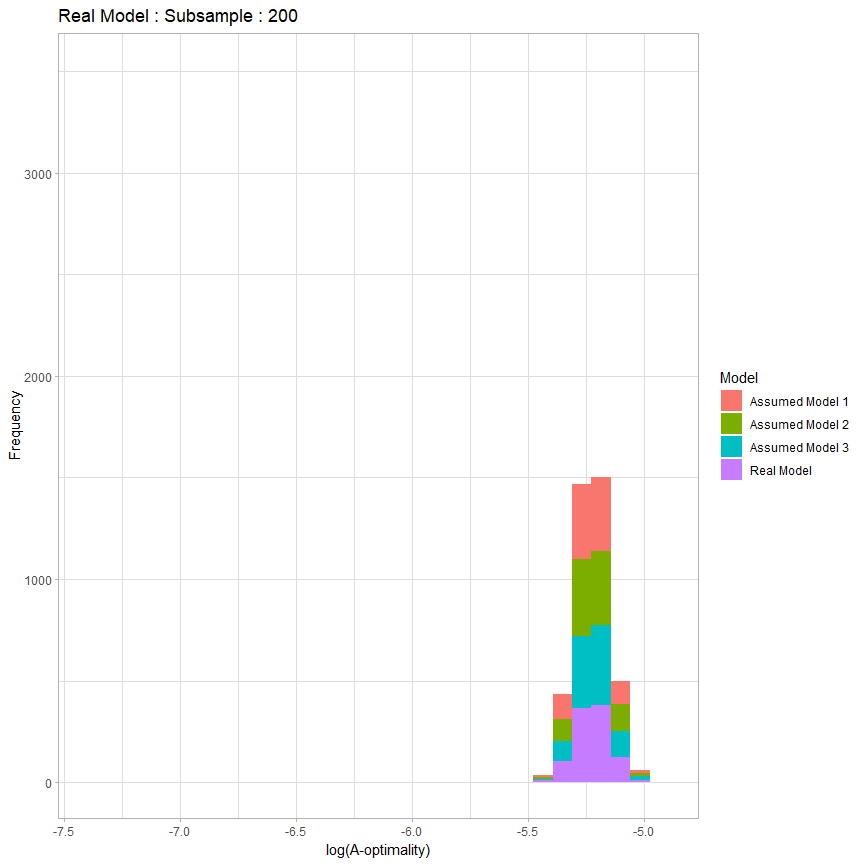 Real Model : Subsample : 200
Frequency
3000
2000
1000
0
-7.5 -7.0 -6.5 -6.0 -5.5 -5.0
log(A-optimality)
Model
Assumed Model 1
Assumed Model 2
Assumed Model 3
Real Model